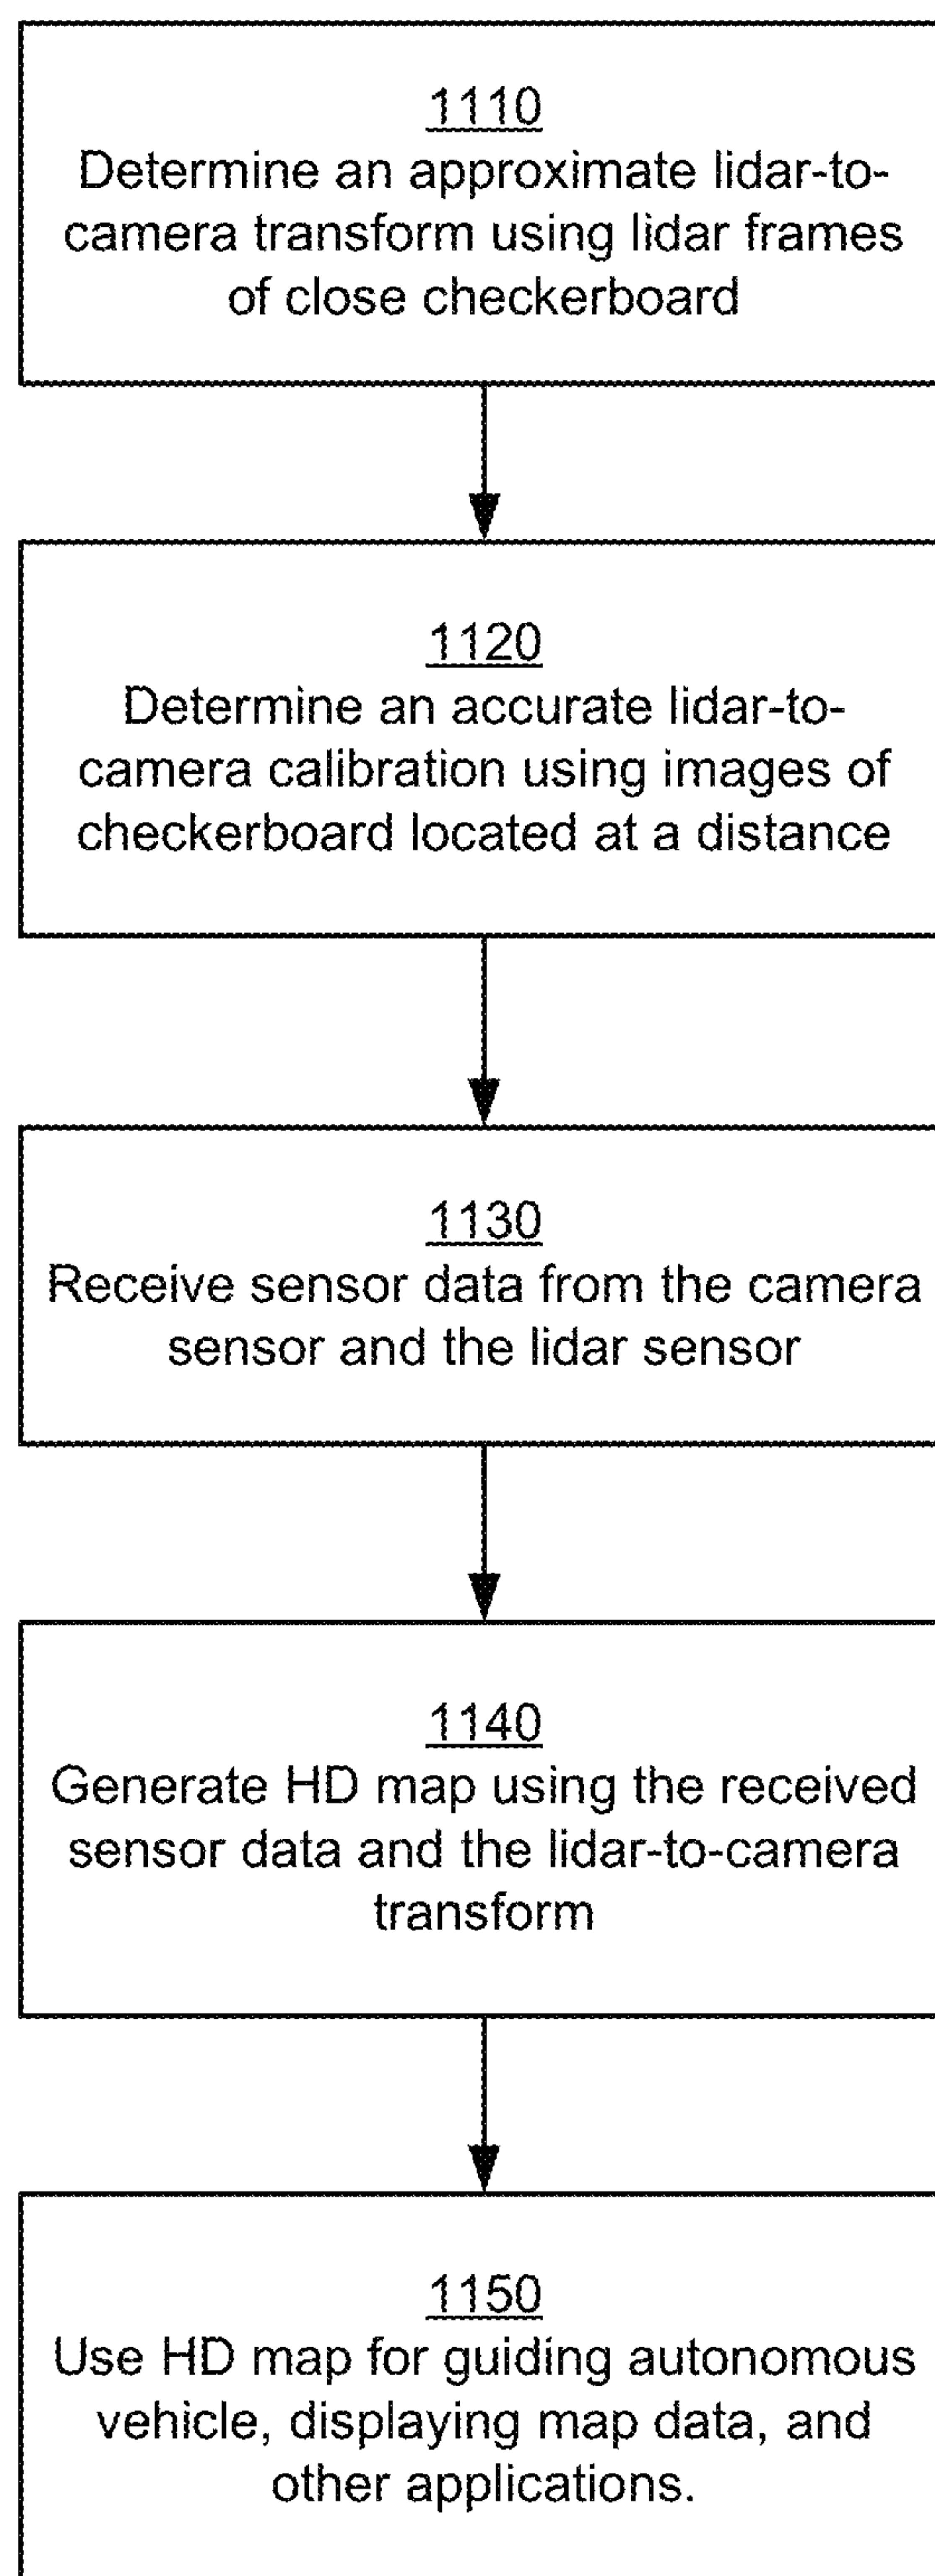 1110
Determine an approximate lidar-to-
camera transform using lidar frames
of close checkerboard
1120
Determine an accurate lidar-to-
camera calibration using images of
checkerboard located at a distance
1130
Receive sensor data from the camera
sensor and the lidar sensor
1140
Generate HD map using the received
sensor data and the lidar-to-camera
transform
1150
Use HD map for guiding autonomous
vehicle, displaying map data, and
other applications.